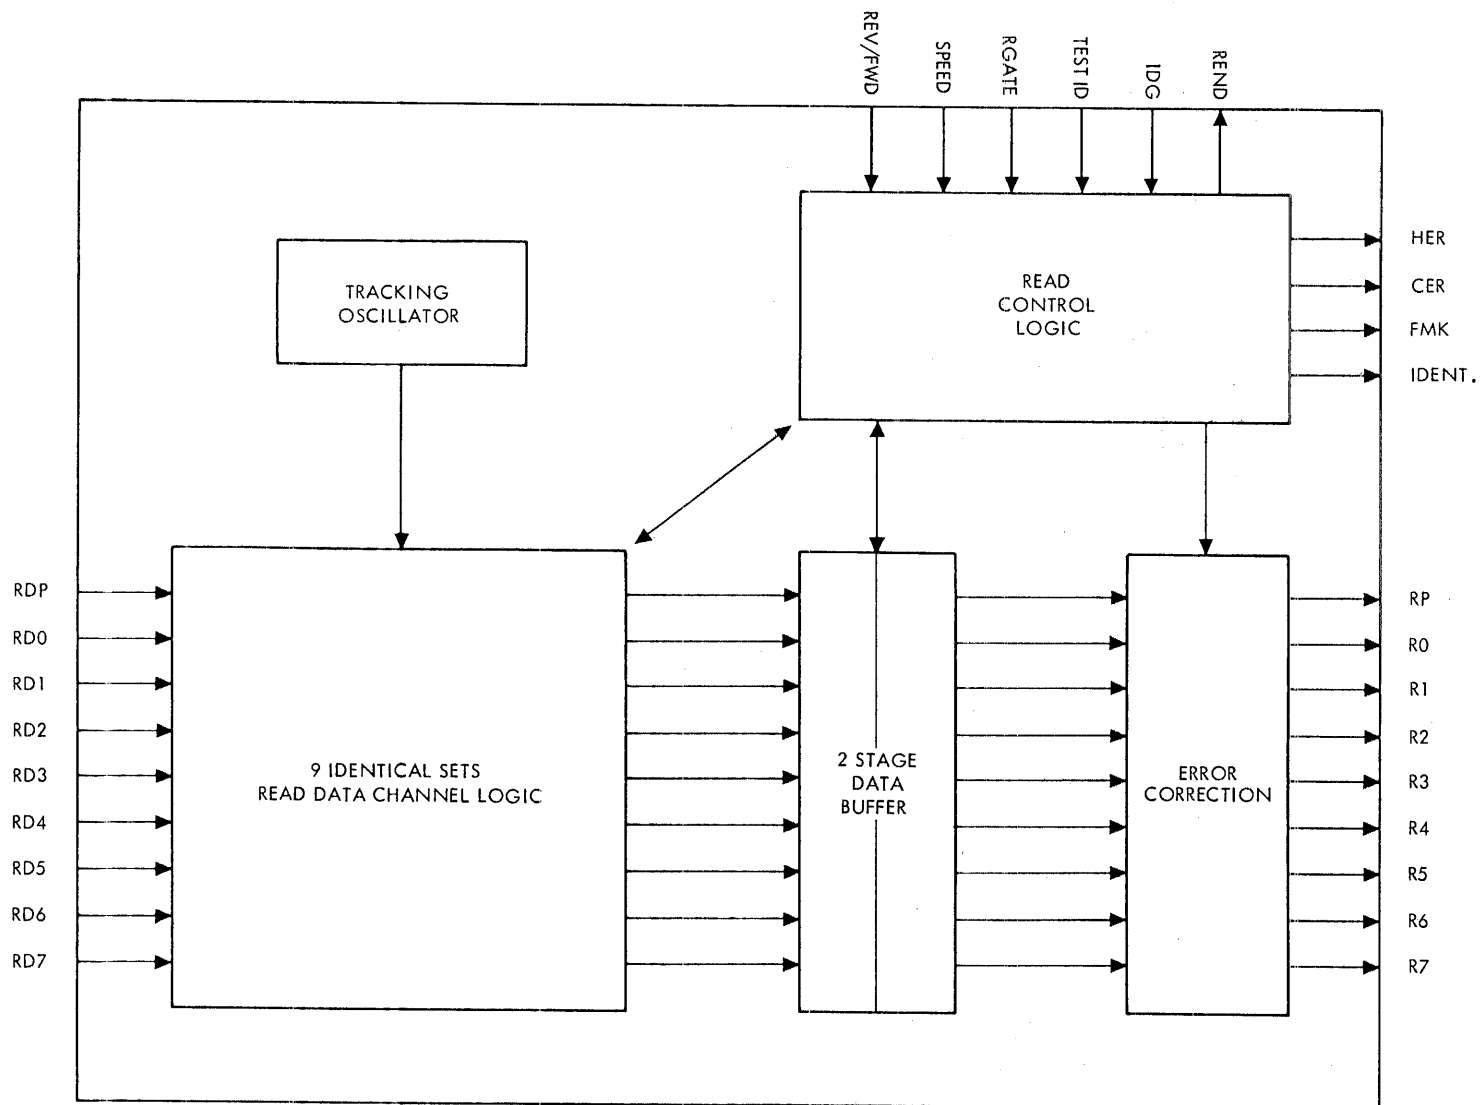 REV/FWD
SPEED
RGATE
TEST ID
IDG
REND
HER
CER
FMK
IDENT.
TRACKING
OSCILLATOR
READ
CONTROL
LOGIC
RDP
RD0
RD1
RD2
RD3
RD4
RD5
RD6
RD7
9 IDENTICAL SETS
READ DATA CHANNEL LOGIC
2 STAGE
DATA
BUFFER
ERROR
CORRECTION
RP
R0
R1
R2
R3
R4
R5
R6
R7